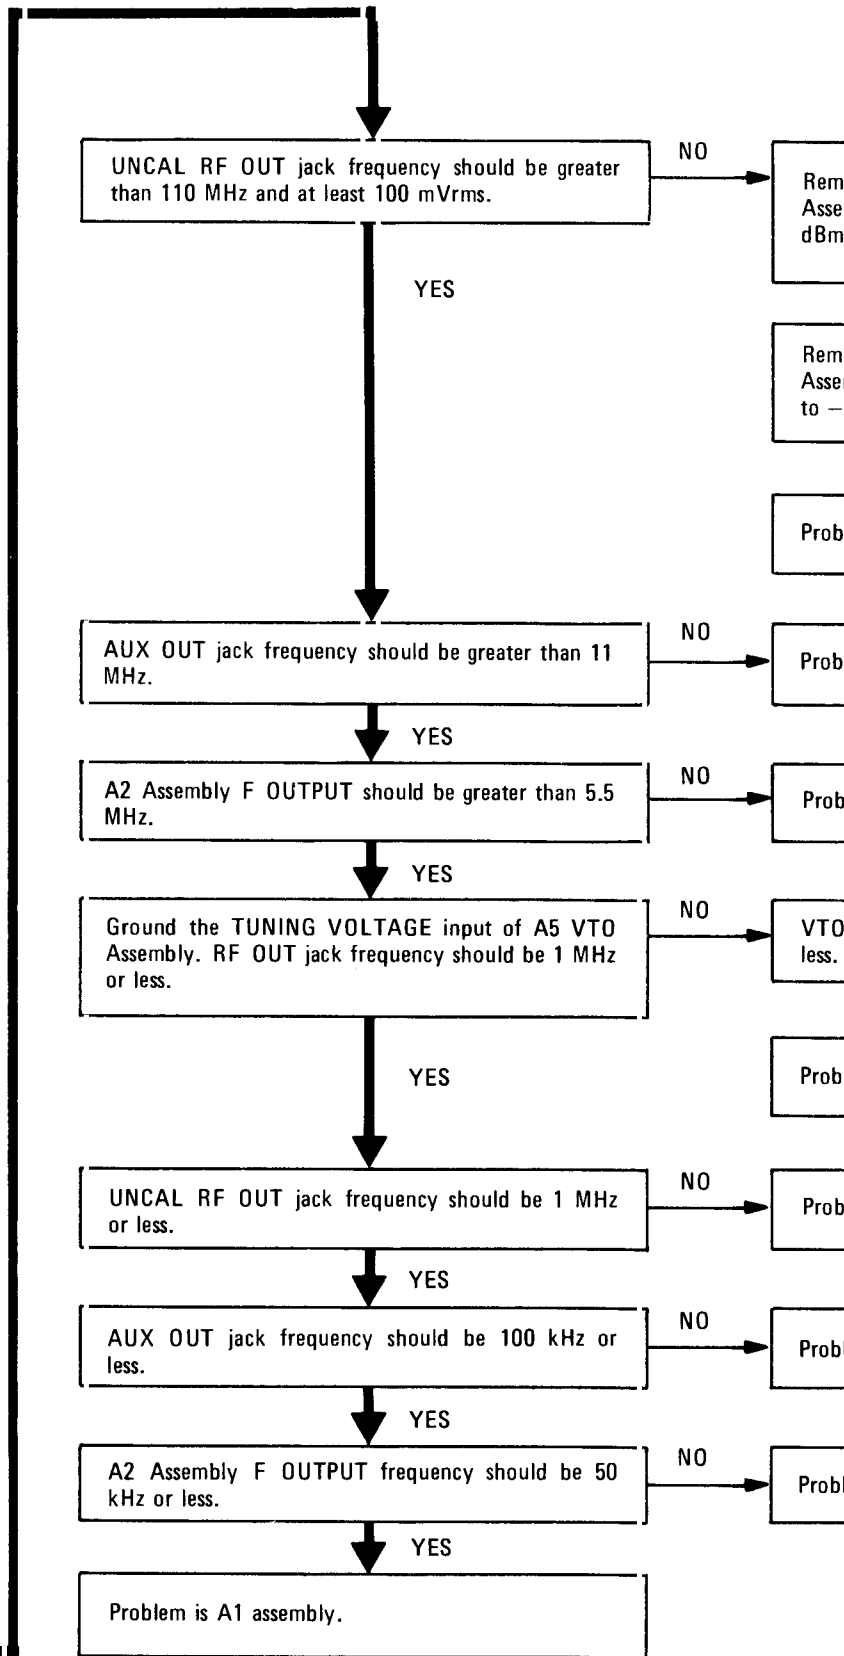 UNCAL RF OUT jack frequency should be greater
than 110 MHz and at least 100 mVrms.
NO
dBm
YES
to −
AUX OUT jack frequency should be greater than 11
MHz.
NO
YES
A2 Assembly F OUTPUT should be greater than 5.5
MHz.
NO
YES
Ground the TUNING VOLTAGE input of A5 VTO
Assembly. RF OUT jack frequency should be 1 MHz
or less.
NO
VTO
less.
YES
UNCAL RF OUT jack frequency should be 1 MHz
or less.
NO
YES
AUX OUT jack frequency should be 100 kHz or
less.
NO
YES
A2 Assembly F OUTPUT frequency should be 50
kHz or less.
NO
YES
Problem is A1 assembly.